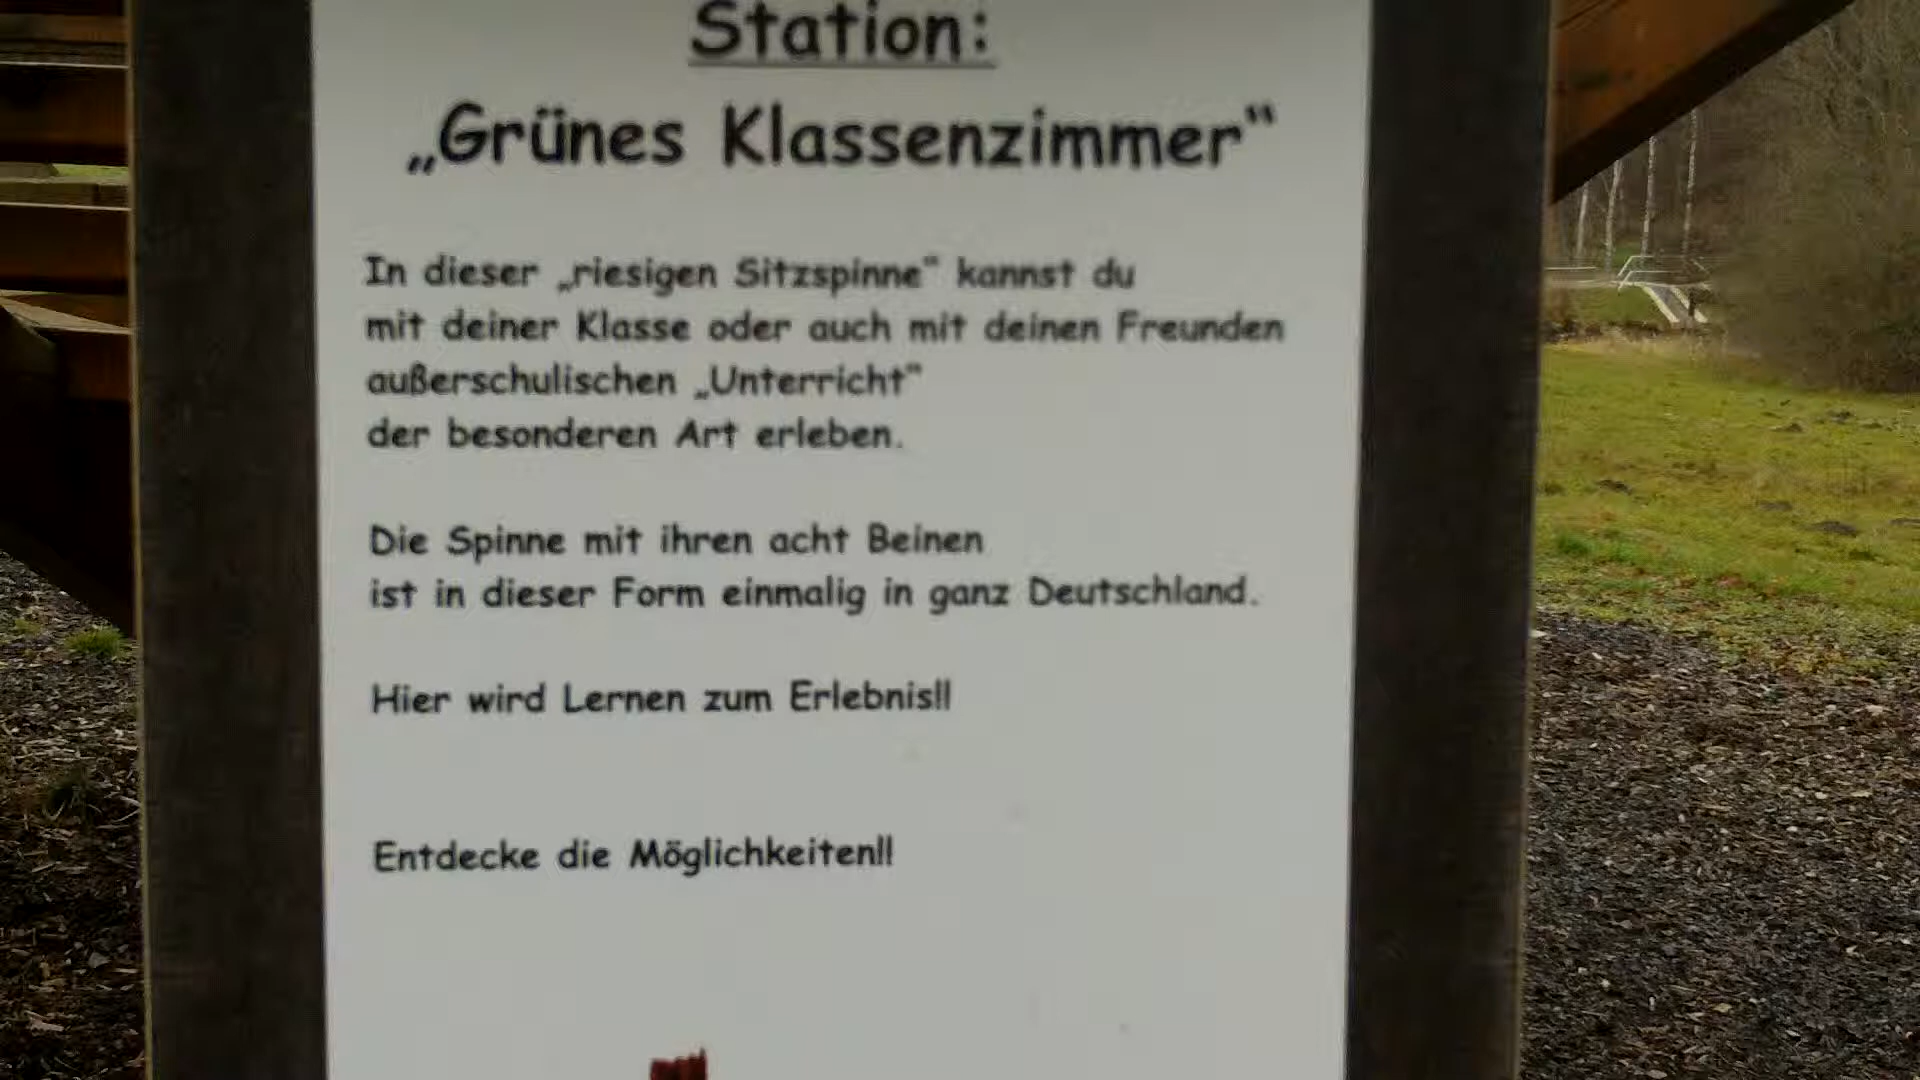 Station:
„Grünes Klassenzimmer“
In dieser „riesigen Sitzspinne“ kannst du
mit deiner Klasse oder auch mit deinen Freunden
außerschulischen „Unterricht“
der besonderen Art erleben.
Die Spinne mit ihren acht Beinen
ist in dieser Form einmalig in ganz Deutschland.
Hier wird Lernen zum Erlebnis!!
Entdecke die Möglichkeiten!!